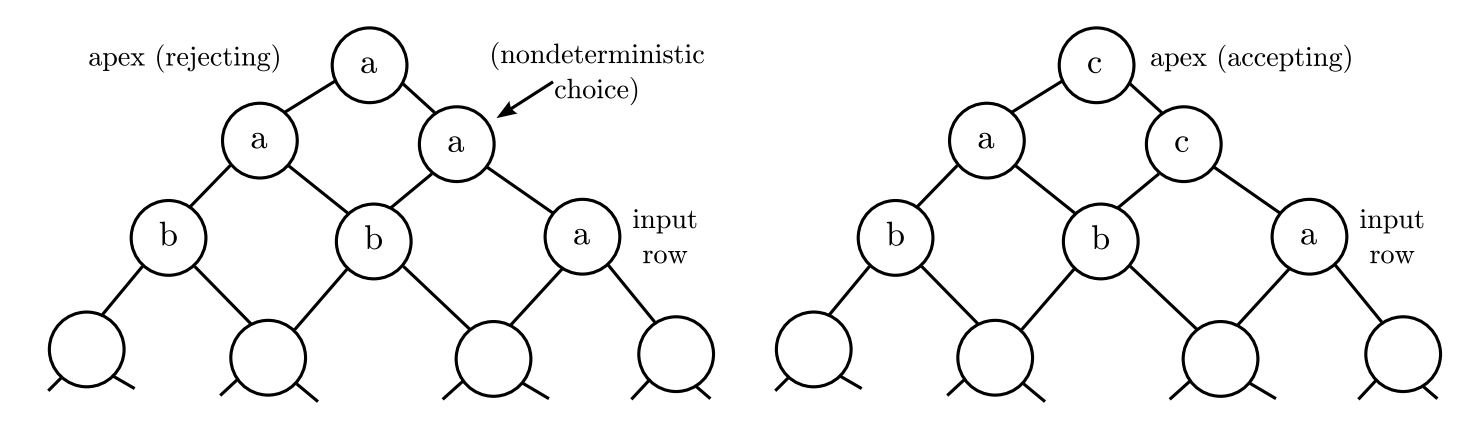 apex (rejecting)
a
(nondeterministic
choice)
a
a
b
b
a
input
row
c
apex (accepting)
a
c
b
b
a
input
row